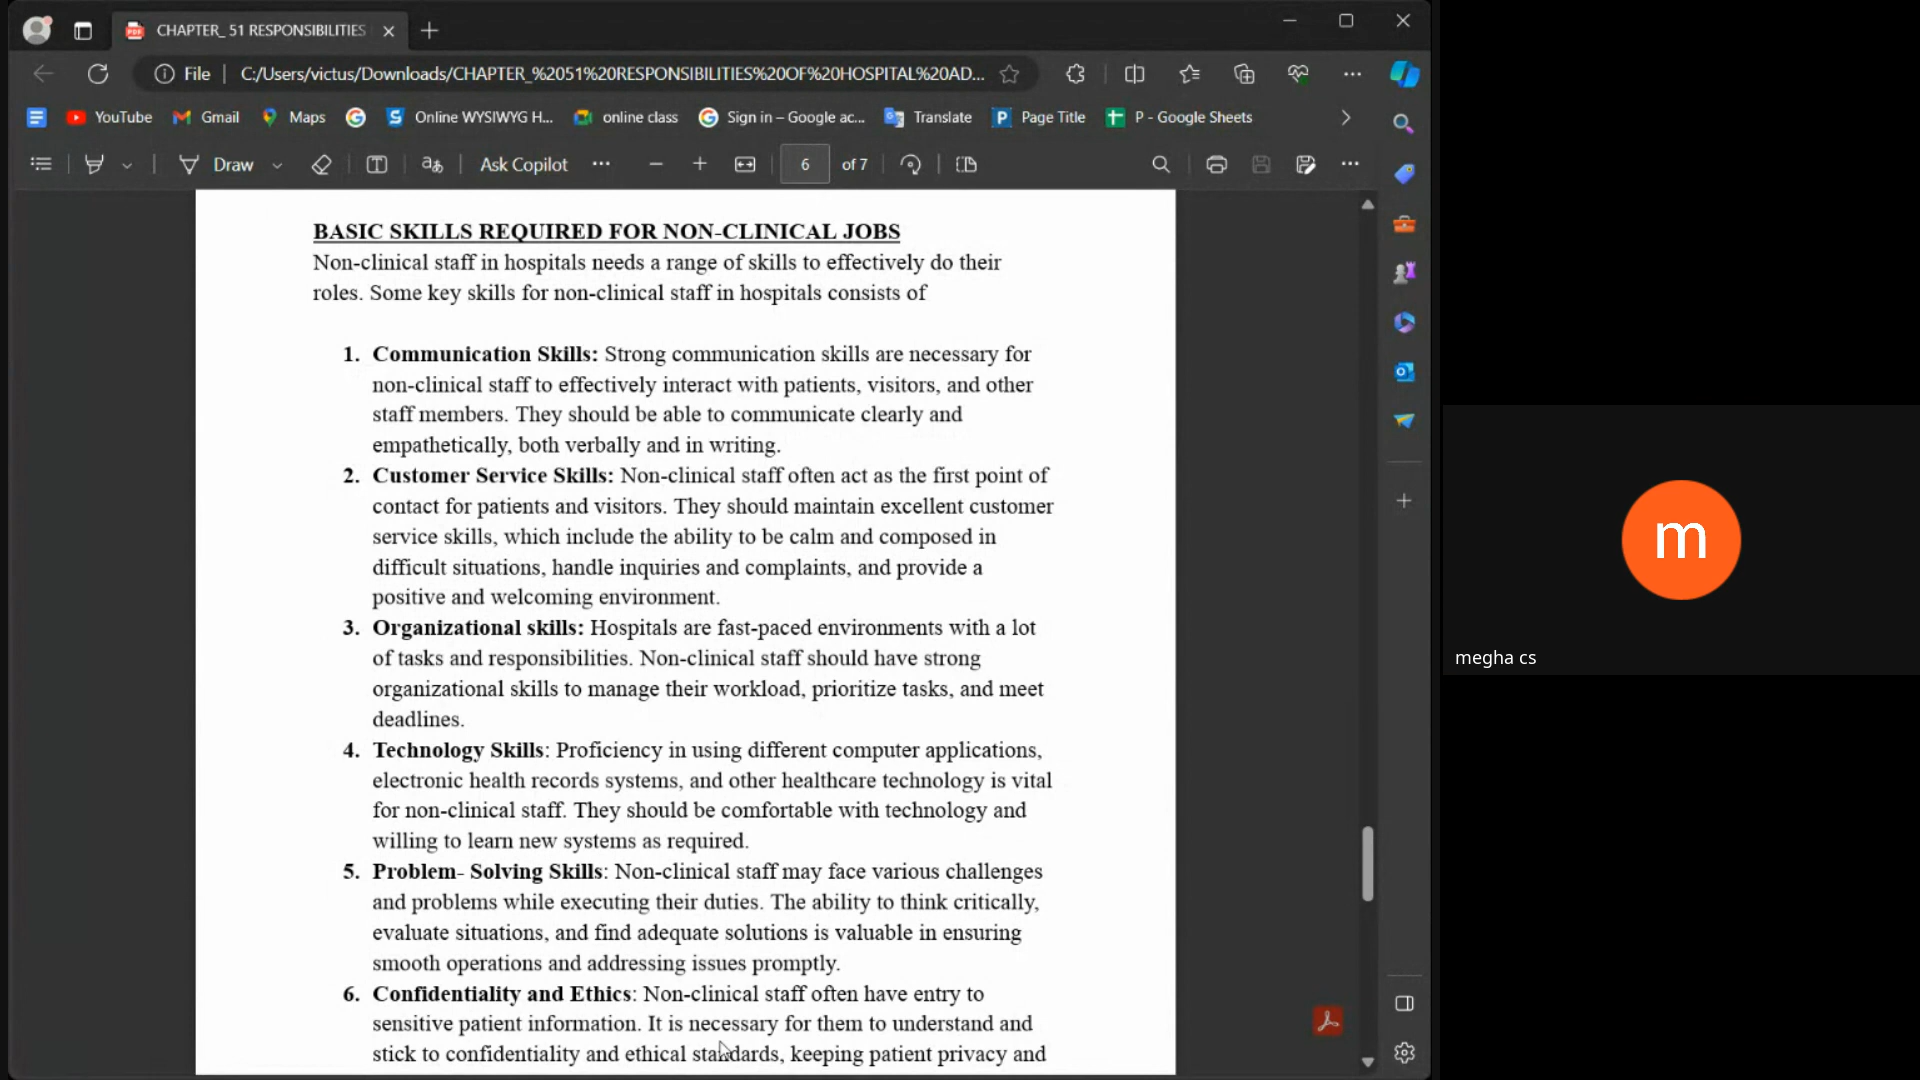 CHAPTER_ 51 RESPONSIBILITIES
File
C:/Users/victus/Downloads/CHAPTER_%2051%20RESPONSIBILITIES%20OF%20HOSPITAL%20AD...
YouTube Gmail Maps Online WYSIWYG H... online class Sign in – Google ac... Translate Page Title P - Google Sheets
Draw Ask Copilot 6 of 7
BASIC SKILLS REQUIRED FOR NON-CLINICAL JOBS
Non-clinical staff in hospitals needs a range of skills to effectively do their
roles. Some key skills for non-clinical staff in hospitals consists of
1. Communication Skills: Strong communication skills are necessary for
non-clinical staff to effectively interact with patients, visitors, and other
staff members. They should be able to communicate clearly and
empathetically, both verbally and in writing.
2. Customer Service Skills: Non-clinical staff often act as the first point of
contact for patients and visitors. They should maintain excellent customer
service skills, which include the ability to be calm and composed in
difficult situations, handle inquiries and complaints, and provide a
positive and welcoming environment.
3. Organizational skills: Hospitals are fast-paced environments with a lot
of tasks and responsibilities. Non-clinical staff should have strong
organizational skills to manage their workload, prioritize tasks, and meet
deadlines.
4. Technology Skills: Proficiency in using different computer applications,
electronic health records systems, and other healthcare technology is vital
for non-clinical staff. They should be comfortable with technology and
willing to learn new systems as required.
5. Problem- Solving Skills: Non-clinical staff may face various challenges
and problems while executing their duties. The ability to think critically,
evaluate situations, and find adequate solutions is valuable in ensuring
smooth operations and addressing issues promptly.
6. Confidentiality and Ethics: Non-clinical staff often have entry to
sensitive patient information. It is necessary for them to understand and
stick to confidentiality and ethical standards, keeping patient privacy and
m
megha cs